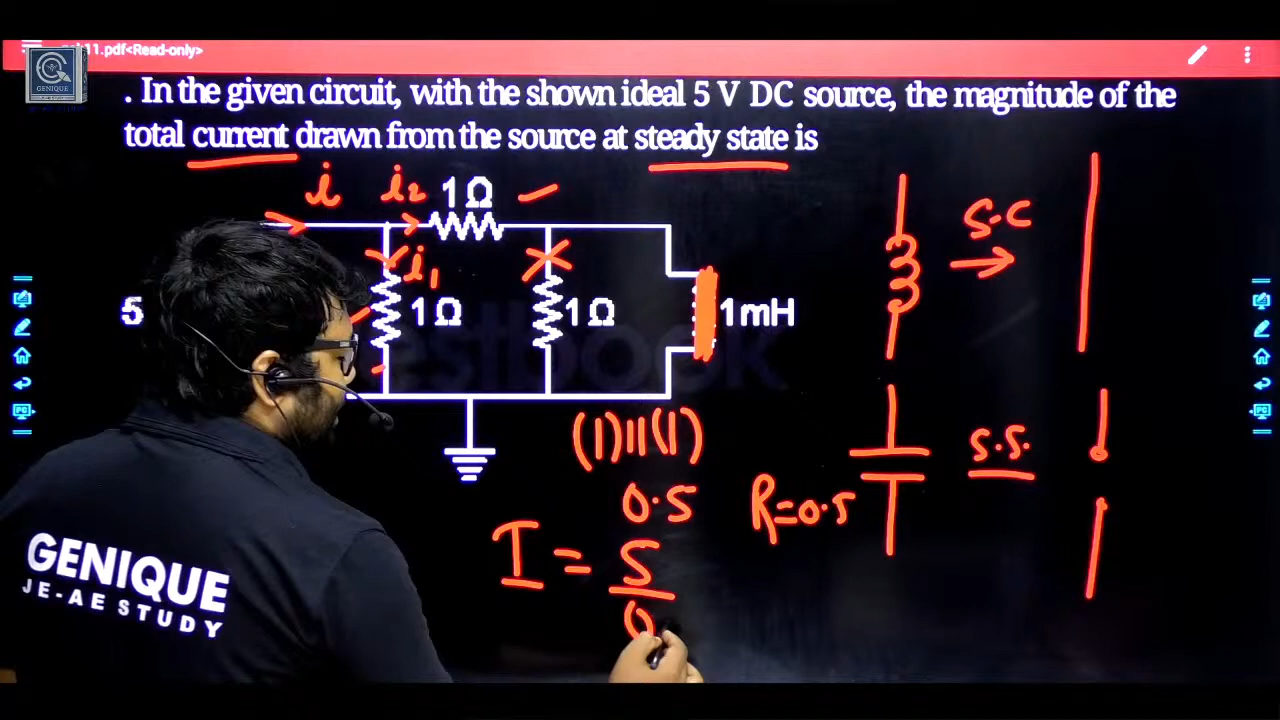 11.pdf<Read-only>
GENIQUE
. In the given circuit, with the shown ideal 5 V DC source, the magnitude of the
total current drawn from the source at steady state is
i
i2
1Ω
i1
5
1Ω
1Ω
1mH
S.C
(1)||(1)
0.5
R=0.5
S.S.
I = 5
0
GENIQUE
JE-AE STUDY
PC
PC